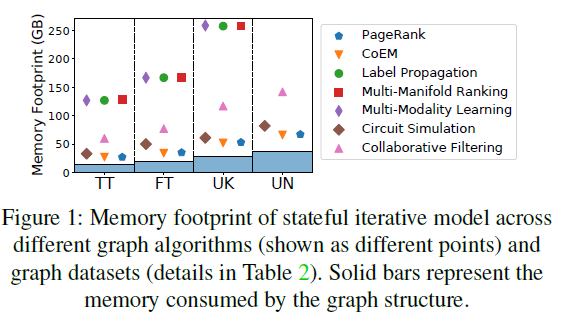 Memory Footprint (GB)
250
200
150
100
50
0
TT FT UK UN
PageRank
CoEM
Label Propagation
Multi-Manifold Ranking
Multi-Modality Learning
Circuit Simulation
Collaborative Filtering
Figure 1: Memory footprint of stateful iterative model across
different graph algorithms (shown as different points) and
graph datasets (details in Table 2). Solid bars represent the
memory consumed by the graph structure.